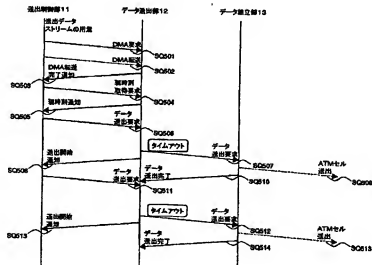 送出制御部11
データ送出部12
データ組立部13
送出データ
ストリームの用意
DMA要求
SQ501
DMA転送
SQ502
DMA転送
完了通知
SQ503
現時刻
取得要求
SQ504
現時刻通知
SQ505
データ
送出要求
SQ506
タイムアウト
データ
送出要求
SQ507
送出開始
通知
ATMセル
送出
SQ508
データ
送出完了
SQ509
SQ510
データ
送出要求
SQ511
タイムアウト
データ
送出要求
SQ512
送出開始
通知
ATMセル
送出
SQ513
データ
送出完了
SQ513
SQ514